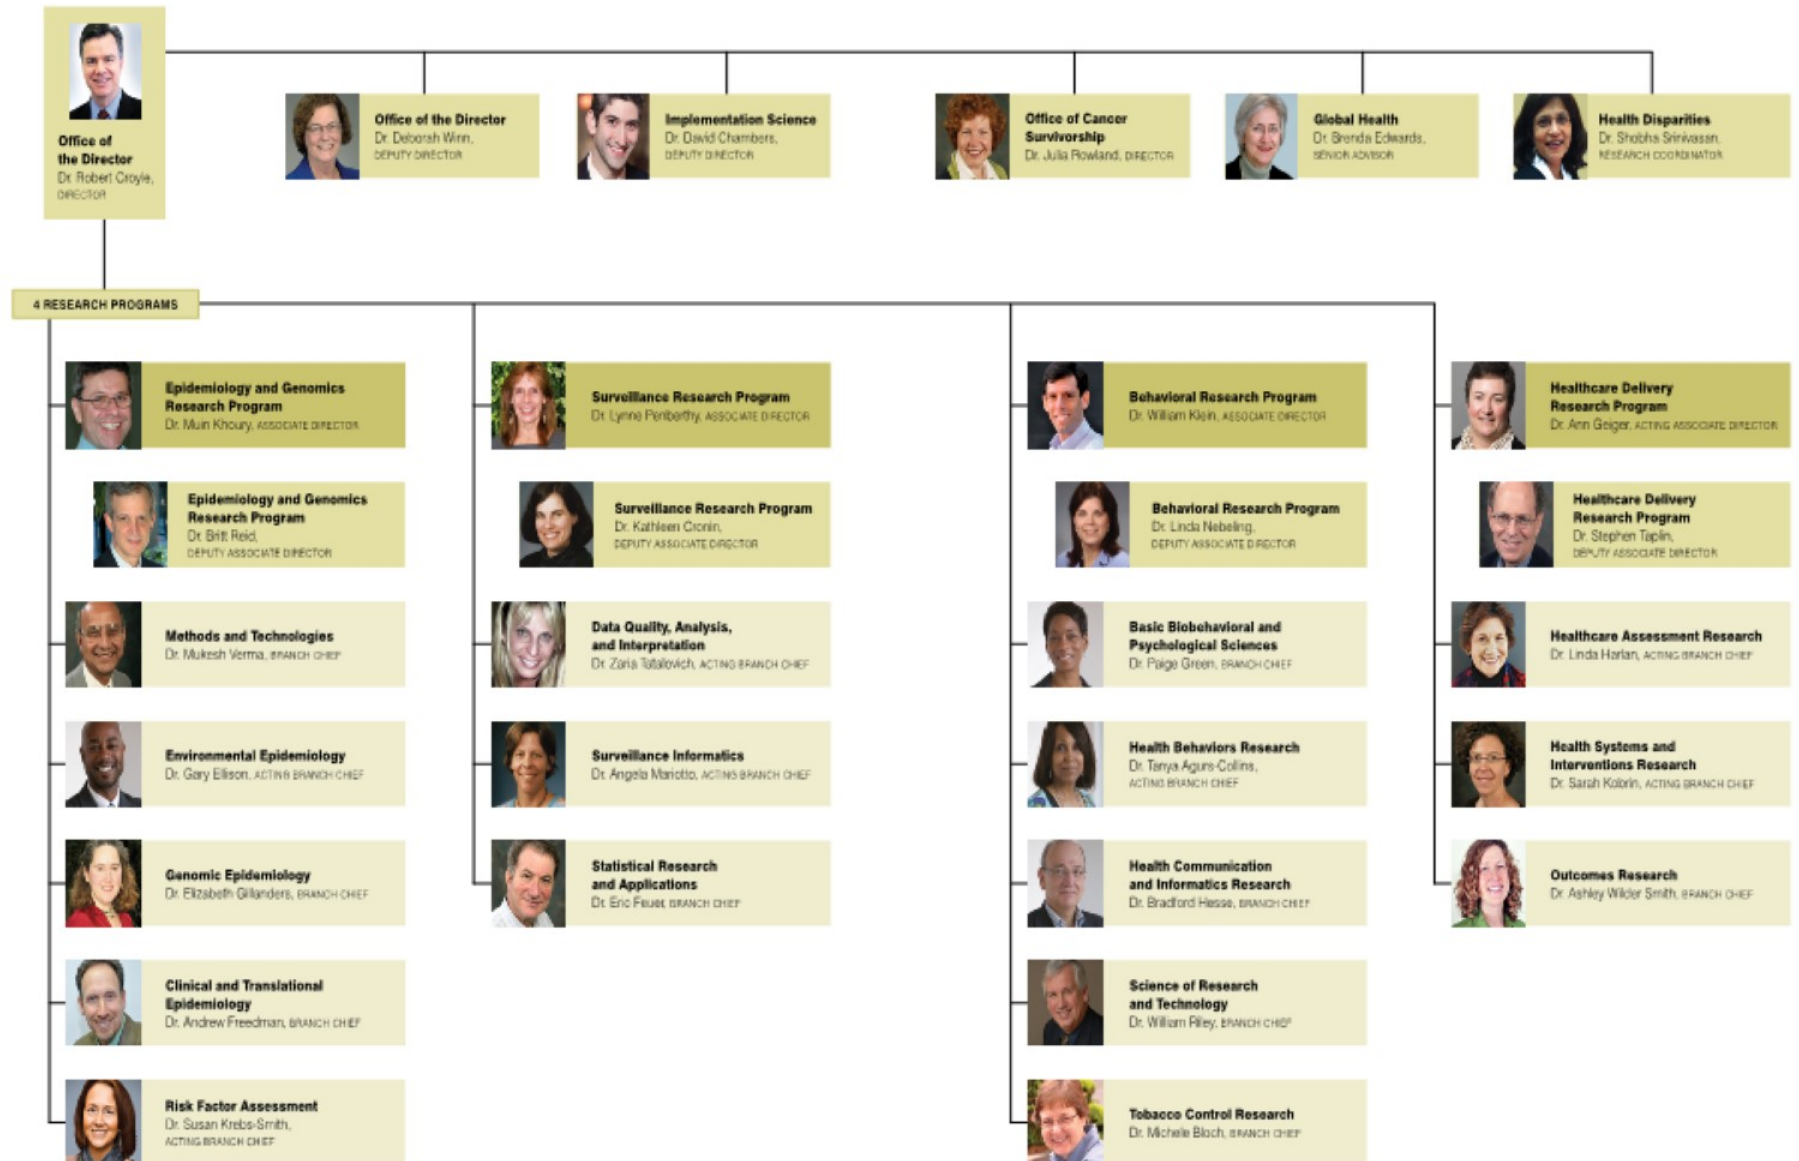 Office of
the Director
Dr. Robert Croyle,
DIRECTOR
Office of the Director
Dr. Deborah Winn,
DEPUTY DIRECTOR
Implementation Science
Dr. David Chambers,
DEPUTY DIRECTOR
Office of Cancer
Survivorship
Dr. Julia Rowland, DIRECTOR
Global Health
Dr. Brenda Edwards,
SENIOR ADVISOR
Health Disparities
Dr. Shobha Srinivasan,
RESEARCH COORDINATOR
4 RESEARCH PROGRAMS
Epidemiology and Genomics
Research Program
Dr. Muin Khoury, ASSOCIATE DIRECTOR
Epidemiology and Genomics
Research Program
Dr. Britt Reid,
DEPUTY ASSOCIATE DIRECTOR
Methods and Technologies
Dr. Mukesh Verma, BRANCH CHIEF
Environmental Epidemiology
Dr. Gary Ellison, ACTING BRANCH CHIEF
Genomic Epidemiology
Dr. Elizabeth Gillanders, BRANCH CHIEF
Clinical and Translational
Epidemiology
Dr. Andrew Freedman, BRANCH CHIEF
Risk Factor Assessment
Dr. Susan Krebs-Smith,
ACTING BRANCH CHIEF
Surveillance Research Program
Dr. Lynne Penberthy, ASSOCIATE DIRECTOR
Surveillance Research Program
Dr. Kathleen Cronin,
DEPUTY ASSOCIATE DIRECTOR
Data Quality, Analysis,
and Interpretation
Dr. Zaria Tatalovich, ACTING BRANCH CHIEF
Surveillance Informatics
Dr. Angela Mariotto, ACTING BRANCH CHIEF
Statistical Research
and Applications
Dr. Eric Feuer, BRANCH CHIEF
Behavioral Research Program
Dr. William Klein, ASSOCIATE DIRECTOR
Behavioral Research Program
Dr. Linda Nebeling,
DEPUTY ASSOCIATE DIRECTOR
Basic Biobehavioral and
Psychological Sciences
Dr. Paige Green, BRANCH CHIEF
Health Behaviors Research
Dr. Tanya Agurs-Collins,
ACTING BRANCH CHIEF
Health Communication
and Informatics Research
Dr. Bradford Hesse, BRANCH CHIEF
Science of Research
and Technology
Dr. William Riley, BRANCH CHIEF
Tobacco Control Research
Dr. Michele Bloch, BRANCH CHIEF
Healthcare Delivery
Research Program
Dr. Ann Geiger, ACTING ASSOCIATE DIRECTOR
Healthcare Delivery
Research Program
Dr. Stephen Taplin,
DEPUTY ASSOCIATE DIRECTOR
Healthcare Assessment Research
Dr. Linda Harlan, ACTING BRANCH CHIEF
Health Systems and
Interventions Research
Dr. Sarah Kobrin, ACTING BRANCH CHIEF
Outcomes Research
Dr. Ashley Wilder Smith, BRANCH CHIEF